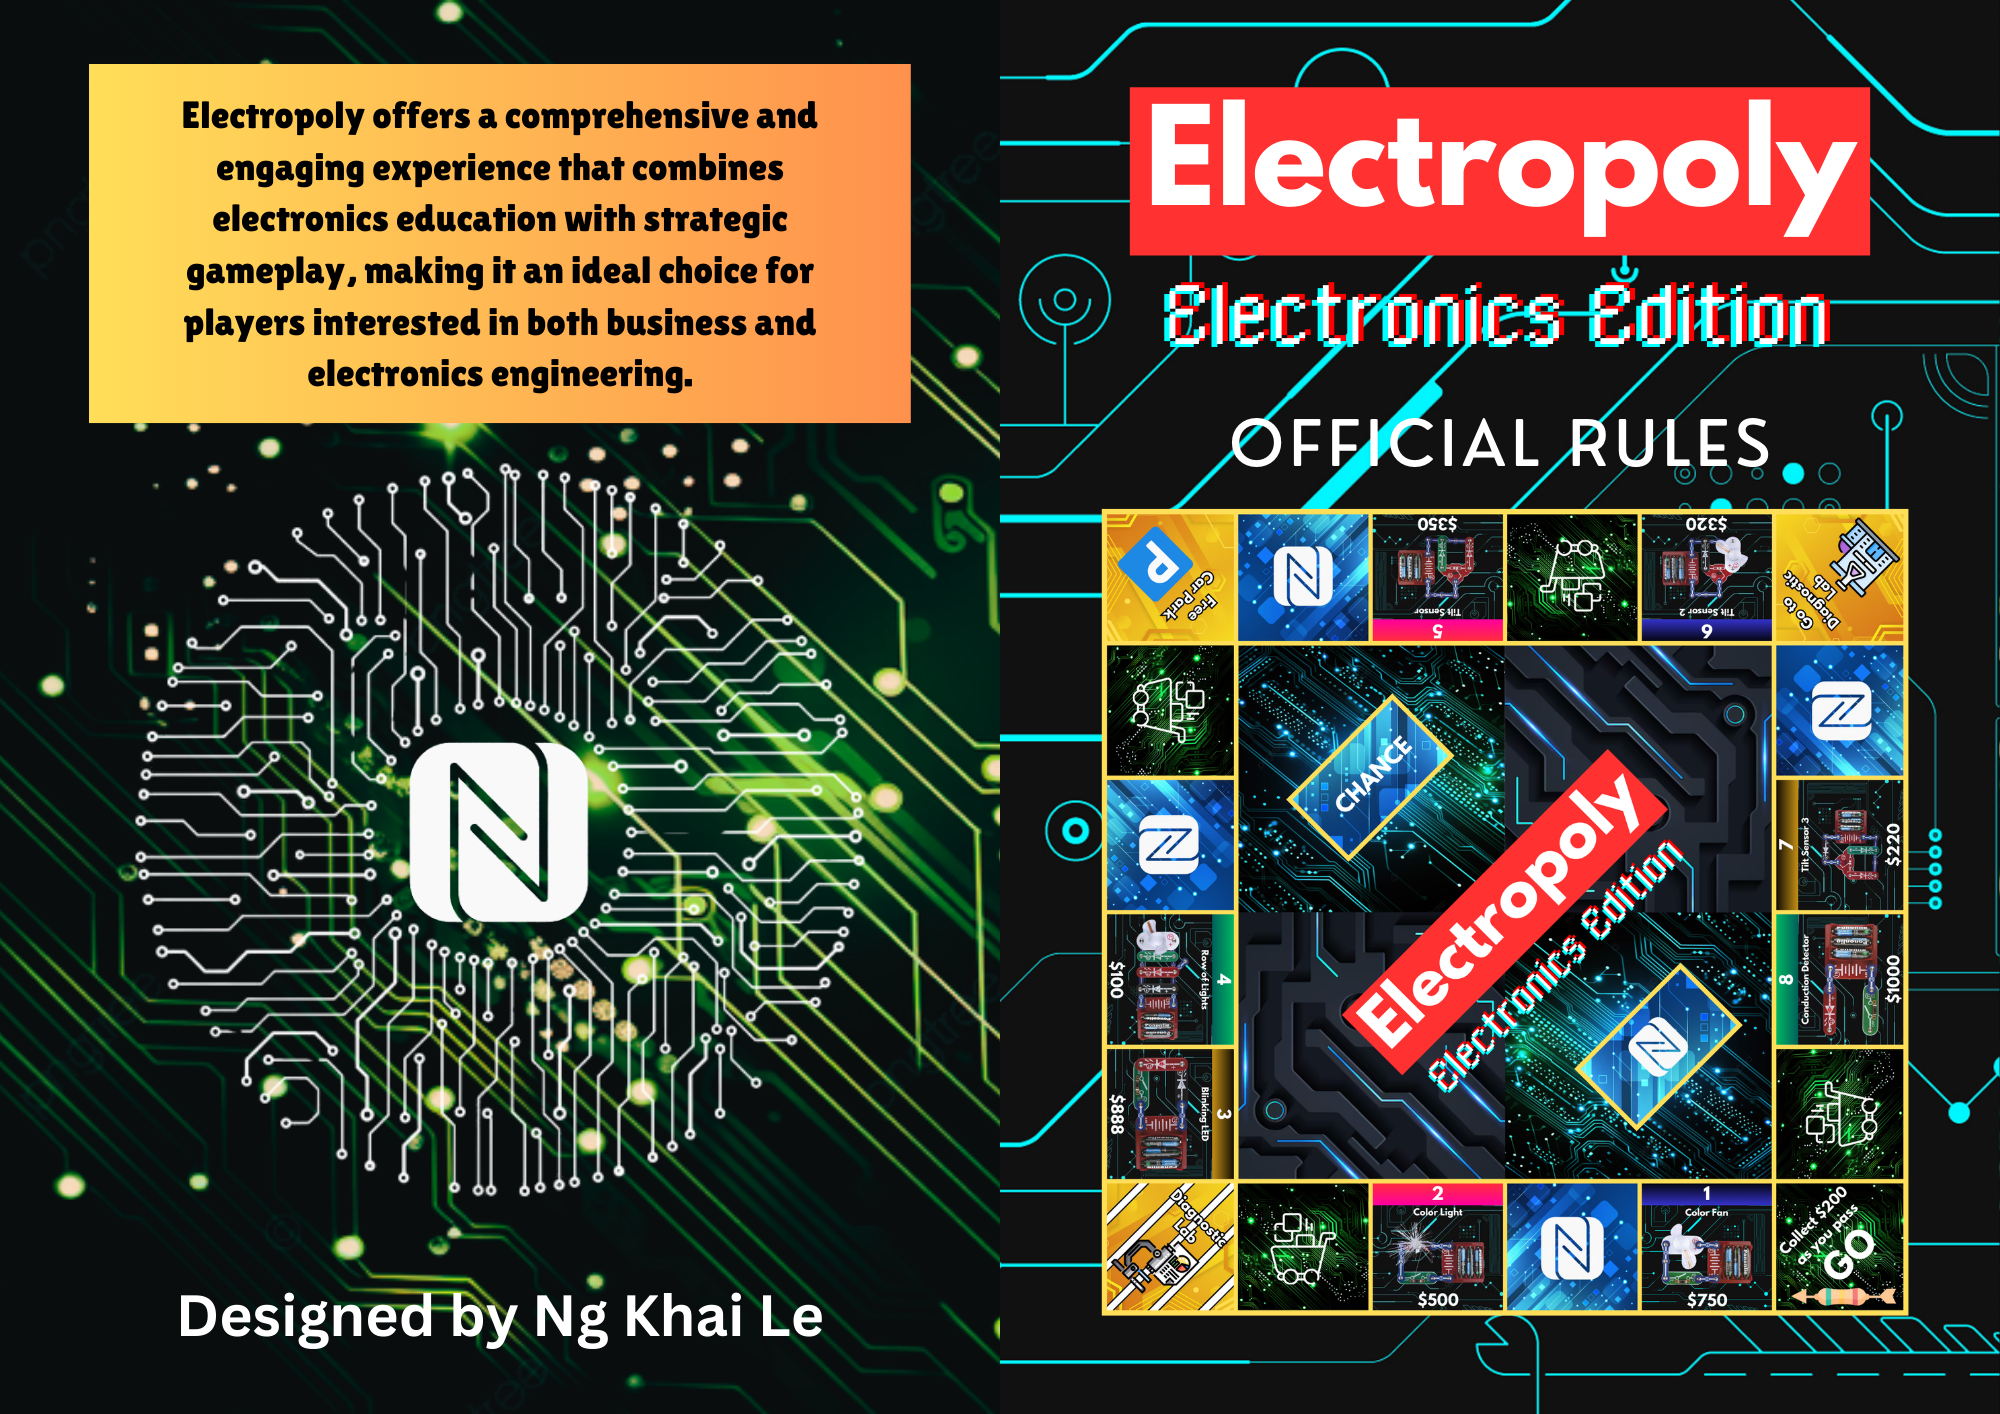 Electropoly offers a comprehensive and
engaging experience that combines
electronics education with strategic
gameplay, making it an ideal choice for
players interested in both business and
electronics engineering.
Designed by Ng Khai Le
Electropoly
Electronics Edition
OFFICIAL RULES
Free
Car Park
$350
Tilt Sensor
5
$320
Tilt Sensor 2
6
Go to
Diagnostic
Lab
CHANCE
7
Tilt Sensor 3
$220
8
Conduction Detector
$1000
4
Row of Lights
$100
3
Blinking LED
$888
Electropoly
Electronics Edition
Diagnostic
Lab
2
Color Light
$500
1
Color Fan
$750
Collect $200
as you pass
GO